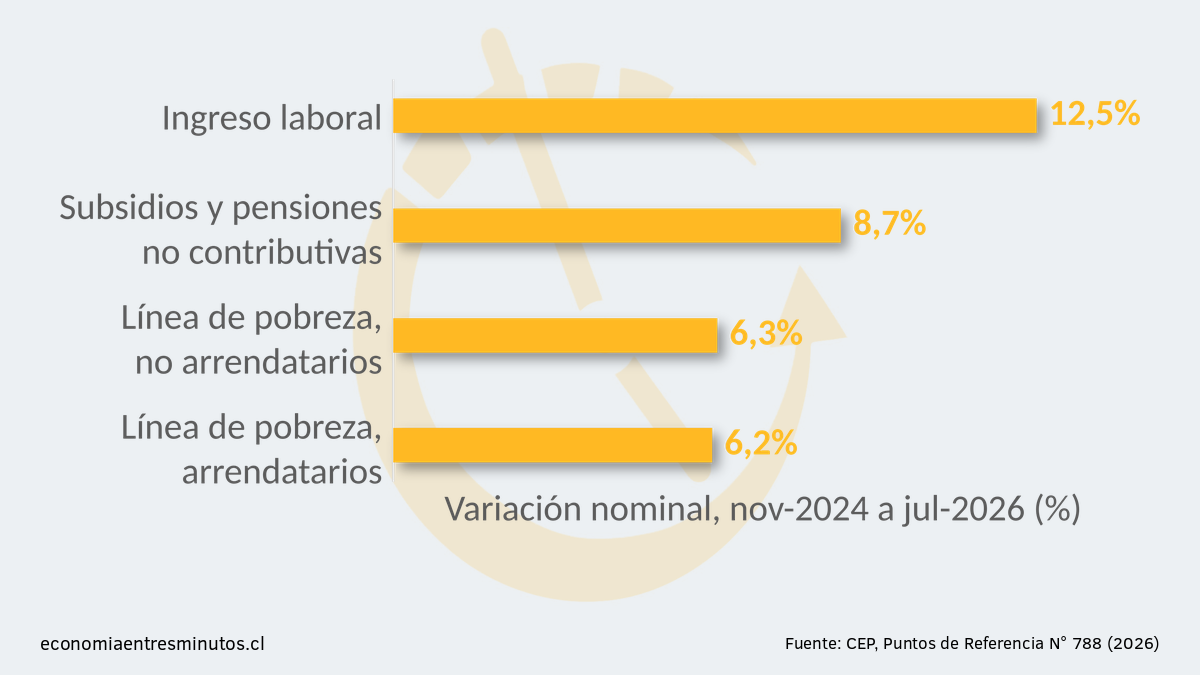 Ingreso laboral
12,5%
Subsidios y pensiones
no contributivas
8,7%
Línea de pobreza,
no arrendatarios
6,3%
Línea de pobreza,
arrendatarios
6,2%
Variación nominal, nov-2024 a jul-2026 (%)
economiaentresminutos.cl
Fuente: CEP, Puntos de Referencia N° 788 (2026)